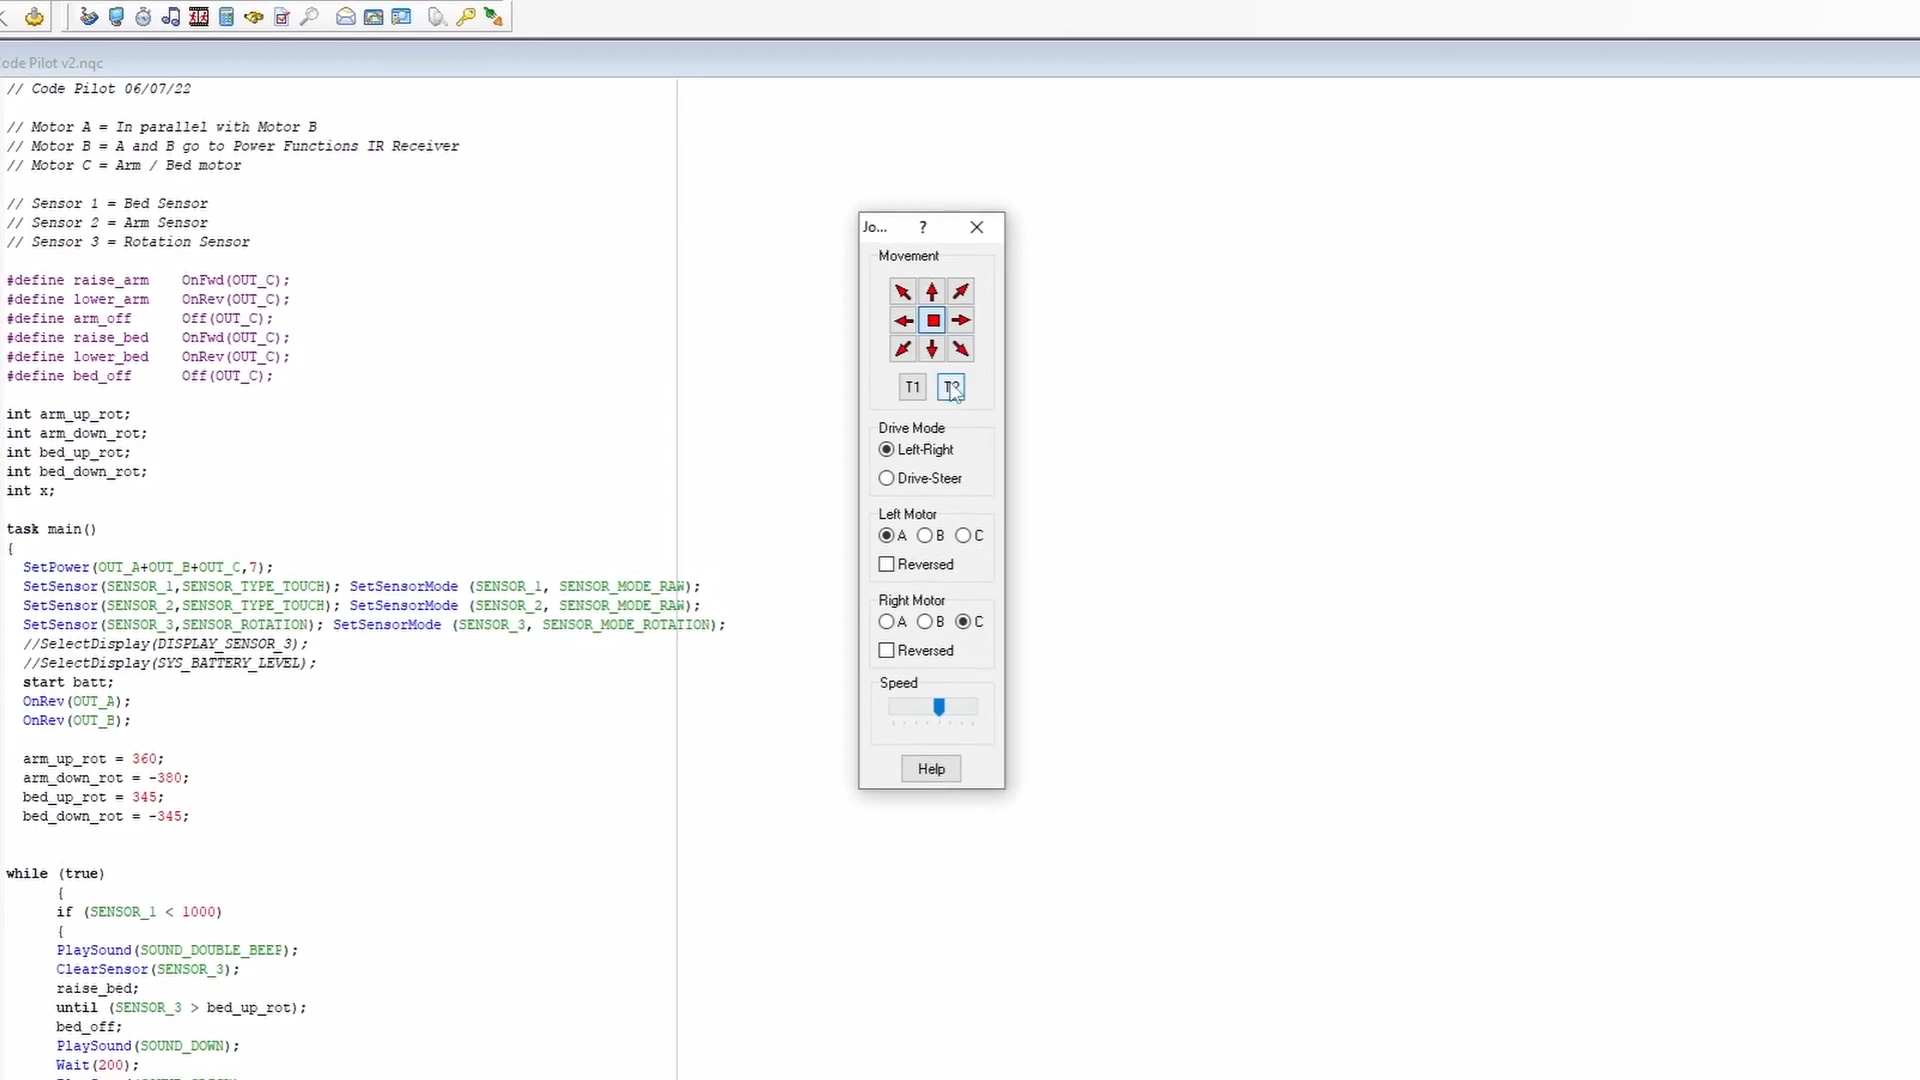 ode Pilot v2.nqc
// Code Pilot 06/07/22
// Motor A = In parallel with Motor B
// Motor B = A and B go to Power Functions IR Receiver
// Motor C = Arm / Bed motor
// Sensor 1 = Bed Sensor
// Sensor 2 = Arm Sensor
// Sensor 3 = Rotation Sensor
#define raise_arm    OnFwd(OUT_C);
#define lower_arm    OnRev(OUT_C);
#define arm_off      Off(OUT_C);
#define raise_bed    OnFwd(OUT_C);
#define lower_bed    OnRev(OUT_C);
#define bed_off      Off(OUT_C);
int arm_up_rot;
int arm_down_rot;
int bed_up_rot;
int bed_down_rot;
int x;
task main()
{
SetPower(OUT_A+OUT_B+OUT_C,7);
SetSensor(SENSOR_1,SENSOR_TYPE_TOUCH); SetSensorMode (SENSOR_1, SENSOR_MODE_RAW);
SetSensor(SENSOR_2,SENSOR_TYPE_TOUCH); SetSensorMode (SENSOR_2, SENSOR_MODE_RAW);
SetSensor(SENSOR_3,SENSOR_ROTATION); SetSensorMode (SENSOR_3, SENSOR_MODE_ROTATION);
//SelectDisplay(DISPLAY_SENSOR_3);
//SelectDisplay(SYS_BATTERY_LEVEL);
start batt;
OnRev(OUT_A);
OnRev(OUT_B);
arm_up_rot = 360;
arm_down_rot = -380;
bed_up_rot = 345;
bed_down_rot = -345;
while (true)
{
if (SENSOR_1 < 1000)
{
PlaySound(SOUND_DOUBLE_BEEP);
ClearSensor(SENSOR_3);
raise_bed;
until (SENSOR_3 > bed_up_rot);
bed_off;
PlaySound(SOUND_DOWN);
Wait(200);
Jo... ?
Movement
T1
Drive Mode
Left-Right
Drive-Steer
Left Motor
A B C
Reversed
Right Motor
A B C
Reversed
Speed
Help